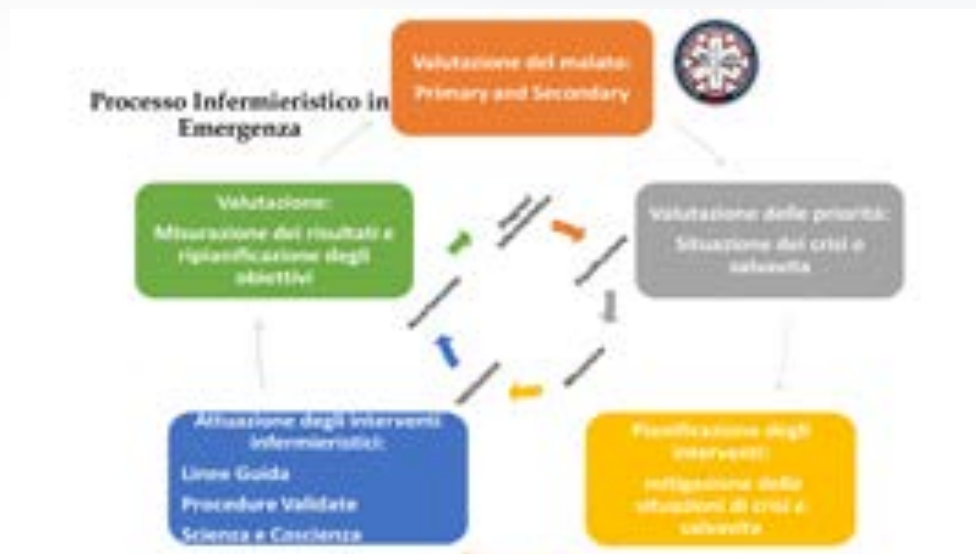 Valutazione del malato:
Primary and Secondary
Processo Infermieristico in
Emergenza
Valutazione delle priorità:
Situazione dei crisi o
salvavita
Pianificazione degli
interventi:
mitigazione delle
situazioni di crisi e
salvavita
Attuazione degli interventi
infermieristici:
Linee Guida
Procedure Validate
Scienza e Coscienza
Valutazione:
Misurazione dei risultati e
ripianificazione degli
obiettivi